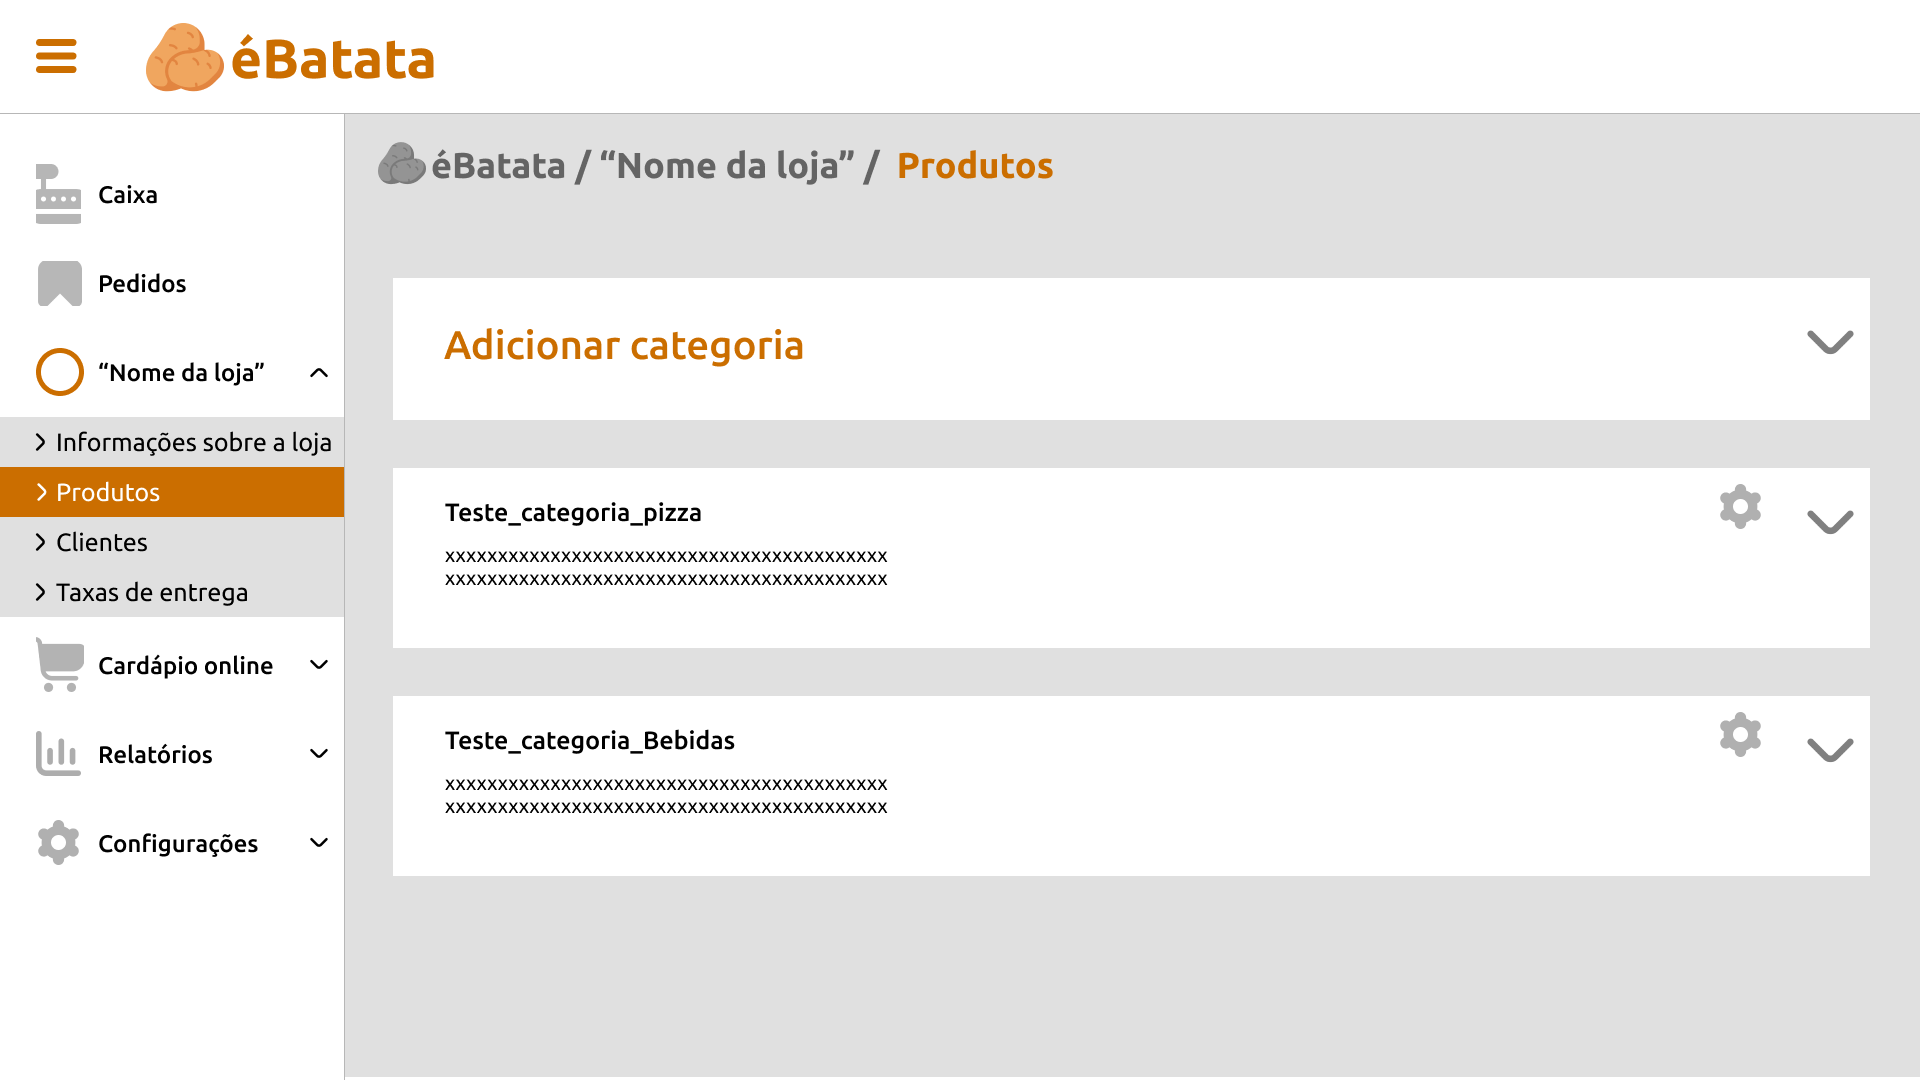 éBatata
Caixa
Pedidos
“Nome da loja”
Informações sobre a loja
Produtos
Clientes
Taxas de entrega
Cardápio online
Relatórios
Configurações
éBatata / “Nome da loja” / Produtos
Adicionar categoria
Teste_categoria_pizza
xxxxxxxxxxxxxxxxxxxxxxxxxxxxxxxxxxxxxxxxxx
xxxxxxxxxxxxxxxxxxxxxxxxxxxxxxxxxxxxxxxxxx
Teste_categoria_Bebidas
xxxxxxxxxxxxxxxxxxxxxxxxxxxxxxxxxxxxxxxxxx
xxxxxxxxxxxxxxxxxxxxxxxxxxxxxxxxxxxxxxxxxx